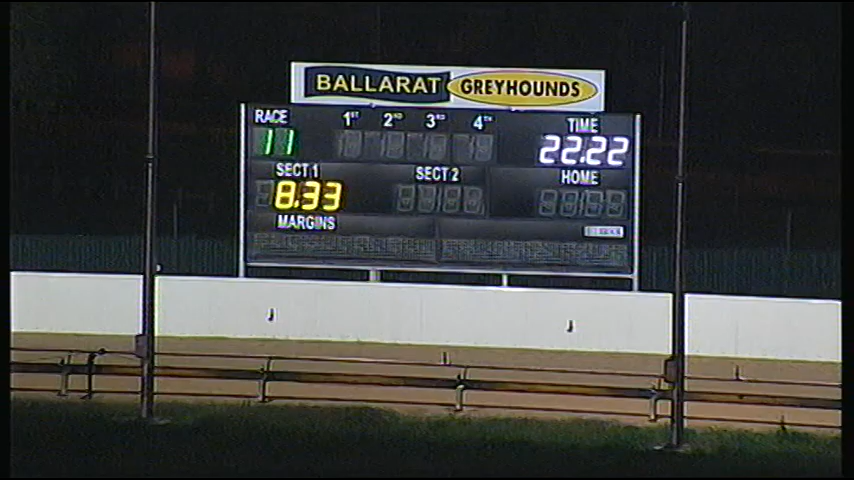 BALLARAT GREYHOUNDS
RACE 1ST 2ND 3RD 4TH TIME
11 22.22
SECT 1 SECT 2 HOME
8.33
MARGINS